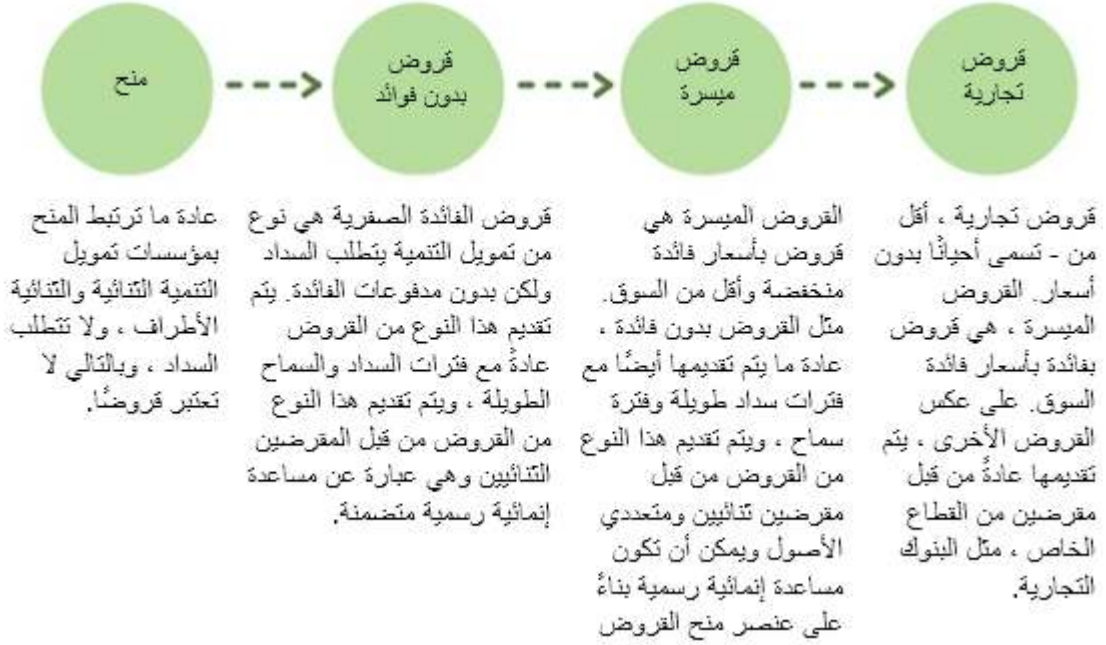 منح
قروض
بدون فوائد
قروض
ميسرة
قروض
تجارية
عادة ما ترتبط المنح
بمؤسسات تمويل
التنمية الثنائية والثنائية
الأطراف ، ولا تتطلب
السداد ، وبالتالي لا
تعتبر قروضًا.
قروض الفائدة الصفرية هي نوع
من تمويل التنمية يتطلب السداد
ولكن بدون مدفوعات الفائدة. يتم
تقديم هذا النوع من القروض
عادةً مع فترات السداد والسماح
الطويلة ، ويتم تقديم هذا النوع
من القروض من قبل المقرضين
الثنائيين وهي عبارة عن مساعدة
إنمائية رسمية متضمنة.
القروض الميسرة هي
قروض بأسعار فائدة
منخفضة وأقل من السوق.
مثل القروض بدون فائدة ،
عادة ما يتم تقديمها أيضًا مع
فترات سداد طويلة وفترة
سماح ، ويتم تقديم هذا النوع
من القروض من قبل
مقرضين ثنائيين ومتعددي
الأصول ويمكن أن تكون
مساعدة إنمائية رسمية بناءً
على عنصر منح القروض
قروض تجارية ، أقل
من - تسمى أحيانًا بدون
أسعار. القروض
الميسرة ، هي قروض
بفائدة بأسعار فائدة
السوق. على عكس
القروض الأخرى ، يتم
تقديمها عادةً من قبل
مقرضين من القطاع
الخاص ، مثل البنوك
التجارية.